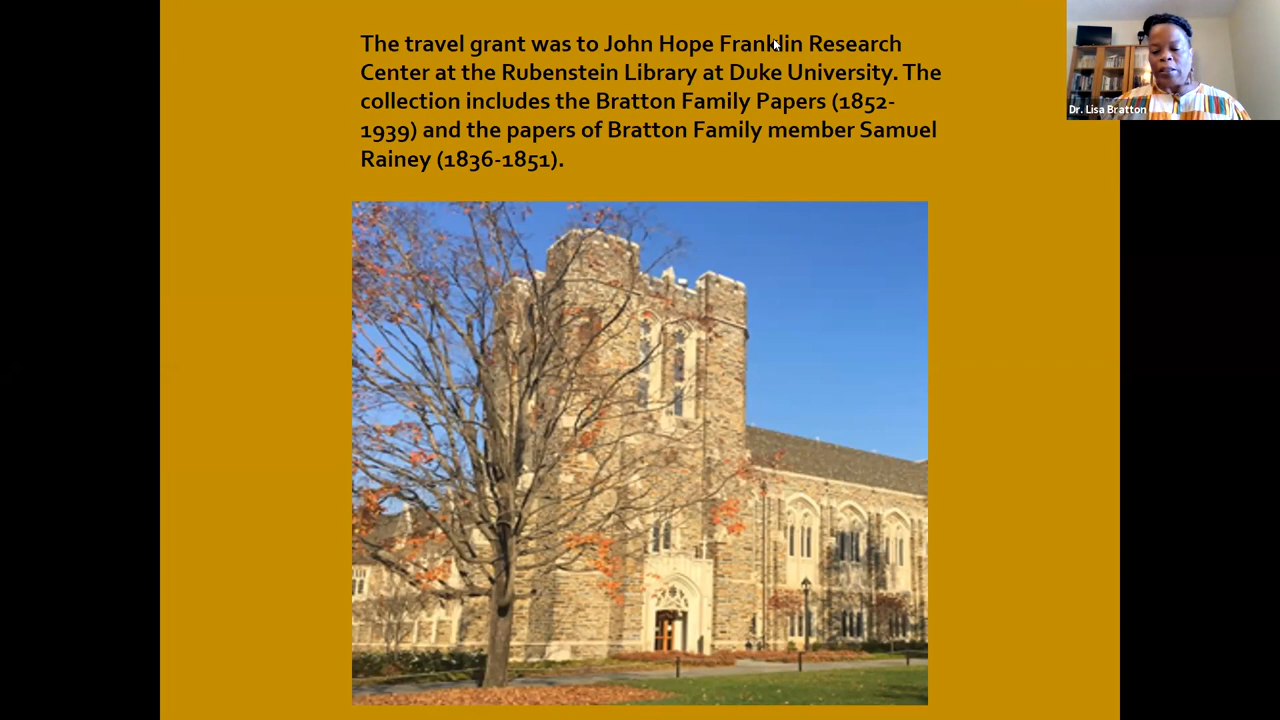 The travel grant was to John Hope Franklin Research
Center at the Rubenstein Library at Duke University. The
collection includes the Bratton Family Papers (1852-
1939) and the papers of Bratton Family member Samuel
Rainey (1836-1851).
Dr. Lisa Bratton